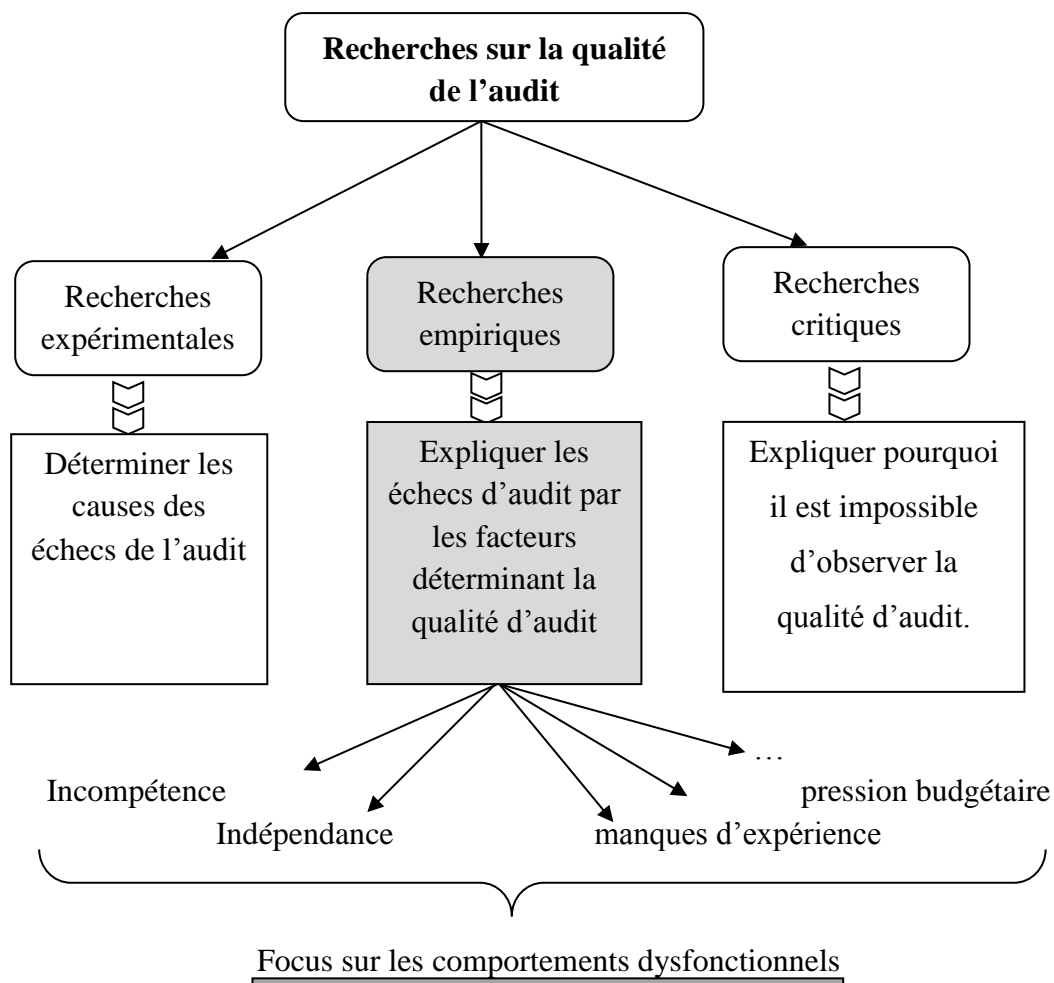 Recherches sur la qualité
de l’audit
Recherches
expérimentales
Recherches
empiriques
Recherches
critiques
Déterminer les
causes des
échecs de l’audit
Expliquer les
échecs d’audit par
les facteurs
déterminant la
qualité d’audit
Expliquer pourquoi
il est impossible
d’observer la
qualité d’audit.
…
Incompétence
pression budgétaire
Indépendance
manques d’expérience
Focus sur les comportements dysfonctionnels